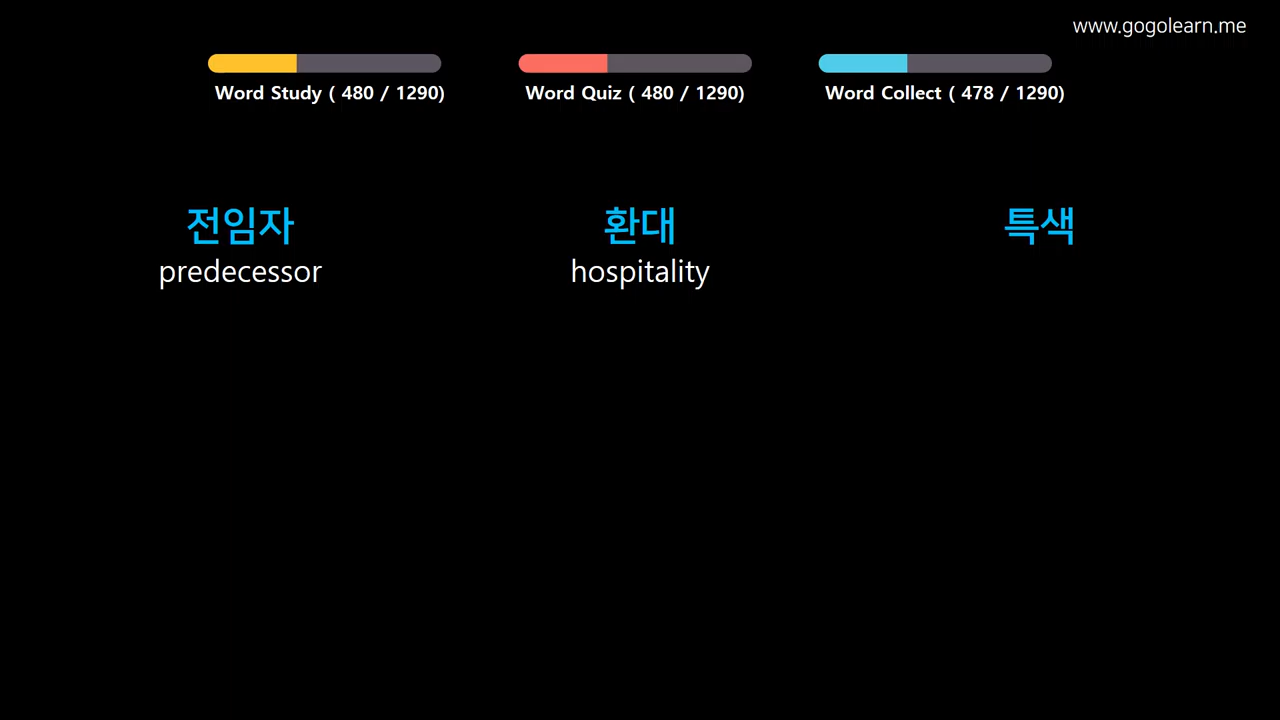 www.gogolearn.me
Word Study ( 480 / 1290)
Word Quiz ( 480 / 1290)
Word Collect ( 478 / 1290)
전임자
predecessor
환대
hospitality
특색